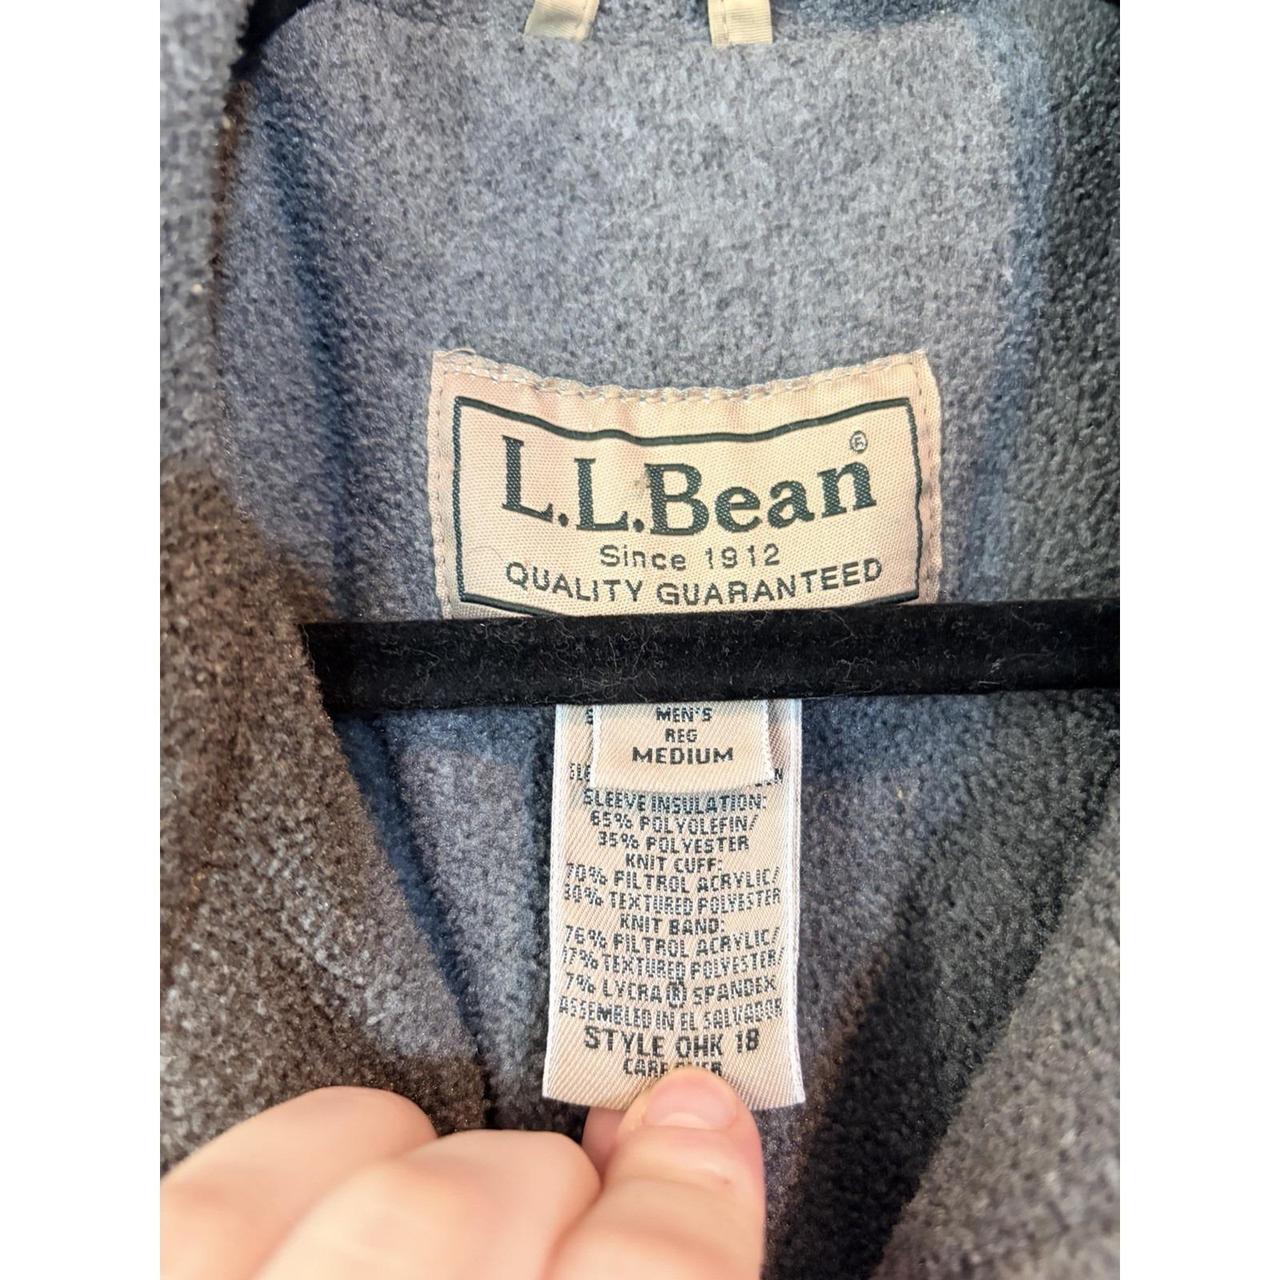 L.L.Bean®
Since 1912
QUALITY GUARANTEED
MEN'S
REG
MEDIUM
SLEEVE INSULATION:
65% POLYOLEFIN/
35% POLYESTER
KNIT CUFF:
70% FILTROL ACRYLIC/
30% TEXTURED POLYESTER
KNIT BAND:
76% FILTROL ACRYLIC/
17% TEXTURED POLYESTER/
7% LYCRA® SPANDEX
ASSEMBLED IN EL SALVADOR
STYLE OHK 18
CARE OVER